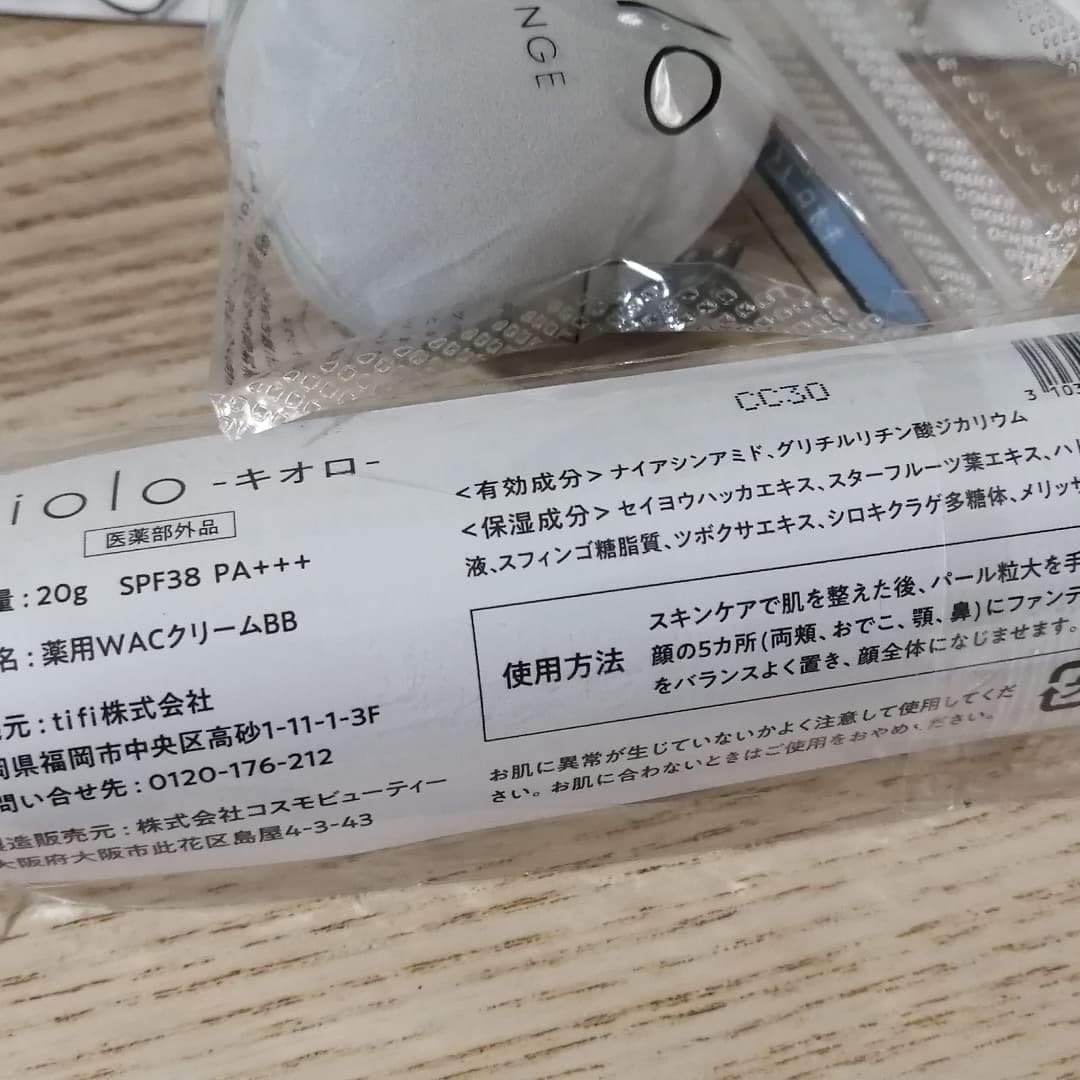 NGE
CC30
iolo -キオロ-
医薬部外品
量:20g SPF38 PA+++
名:薬用WACクリームBB
元:tifi株式会社
岡県福岡市中央区高砂1-11-1-3F
問い合せ先:0120-176-212
製造販売元:株式会社コスモビューティー
大阪府大阪市此花区島屋4-3-43
<有効成分>ナイアシンアミド、グリチルリチン酸ジカリウム
<保湿成分>セイヨウハッカエキス、スターフルーツ葉エキス、ハト
液、スフィンゴ糖脂質、ツボクサエキス、シロキクラゲ多糖体、メリッサ
使用方法
スキンケアで肌を整えた後、パール粒大を手
顔の5カ所(両頬、おでこ、顎、鼻)にファンデ
をバランスよく置き、顔全体になじませます。
お肌に異常が生じていないかよく注意して使用してくだ
さい。お肌に合わないときはご使用をおやめください。
3 103